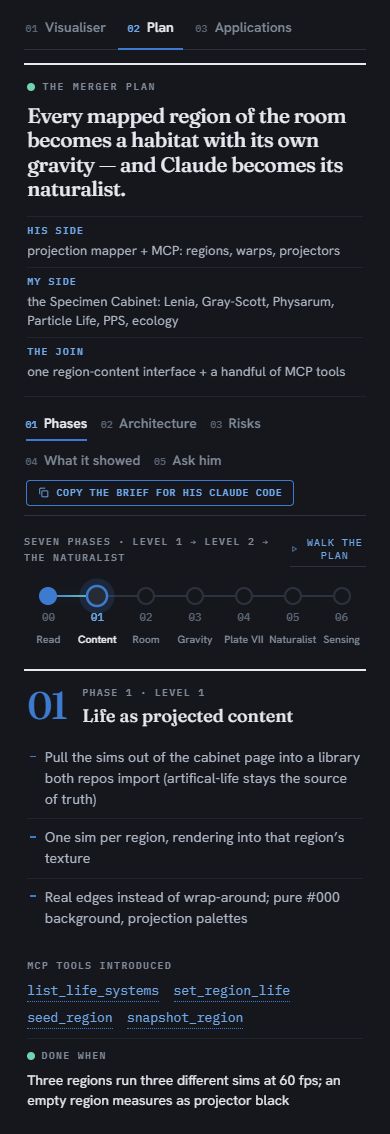 01 Visualiser 02 Plan 03 Applications
THE MERGER PLAN
Every mapped region of the room
becomes a habitat with its own
gravity — and Claude becomes its
naturalist.
HIS SIDE
projection mapper + MCP: regions, warps, projectors
MY SIDE
the Specimen Cabinet: Lenia, Gray-Scott, Physarum,
Particle Life, PPS, ecology
THE JOIN
one region-content interface + a handful of MCP tools
01 Phases 02 Architecture 03 Risks
04 What it showed 05 Ask him
COPY THE BRIEF FOR HIS CLAUDE CODE
SEVEN PHASES · LEVEL 1 → LEVEL 2 →
THE NATURALIST
WALK THE
PLAN
00 01 02 03 04 05 06
Read Content Room Gravity Plate VII Naturalist Sensing
01
PHASE 1 · LEVEL 1
Life as projected content
– Pull the sims out of the cabinet page into a library
both repos import (artifical-life stays the source
of truth)
– One sim per region, rendering into that region's
texture
– Real edges instead of wrap-around; pure #000
background, projection palettes
MCP TOOLS INTRODUCED
list_life_systems set_region_life
seed_region snapshot_region
DONE WHEN
Three regions run three different sims at 60 fps; an
empty region measures as projector black